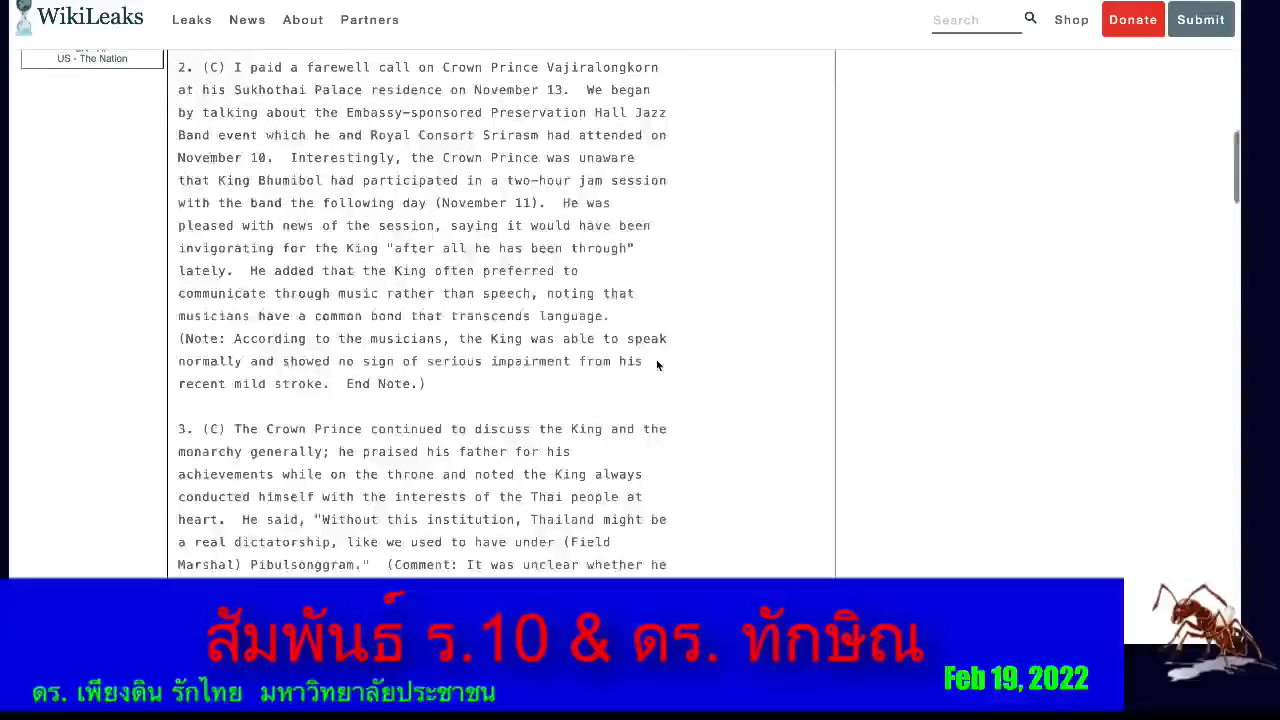 WikiLeaks Leaks News About Partners Search Shop Donate Submit
US - The Nation
2. (C) I paid a farewell call on Crown Prince Vajiralongkorn
at his Sukhothai Palace residence on November 13. We began
by talking about the Embassy-sponsored Preservation Hall Jazz
Band event which he and Royal Consort Srirasm had attended on
November 10. Interestingly, the Crown Prince was unaware
that King Bhumibol had participated in a two-hour jam session
with the band the following day (November 11). He was
pleased with news of the session, saying it would have been
invigorating for the King "after all he has been through"
lately. He added that the King often preferred to
communicate through music rather than speech, noting that
musicians have a common bond that transcends language.
(Note: According to the musicians, the King was able to speak
normally and showed no sign of serious impairment from his
recent mild stroke. End Note.)
3. (C) The Crown Prince continued to discuss the King and the
monarchy generally; he praised his father for his
achievements while on the throne and noted the King always
conducted himself with the interests of the Thai people at
heart. He said, "Without this institution, Thailand might be
a real dictatorship, like we used to have under (Field
Marshal) Pibulsonggram." (Comment: It was unclear whether he
สัมพันธ์ ร.10 & ดร. ทักษิณ
Feb 19, 2022
ดร. เพียงดิน รักไทย มหาวิทยาลัยประชาชน